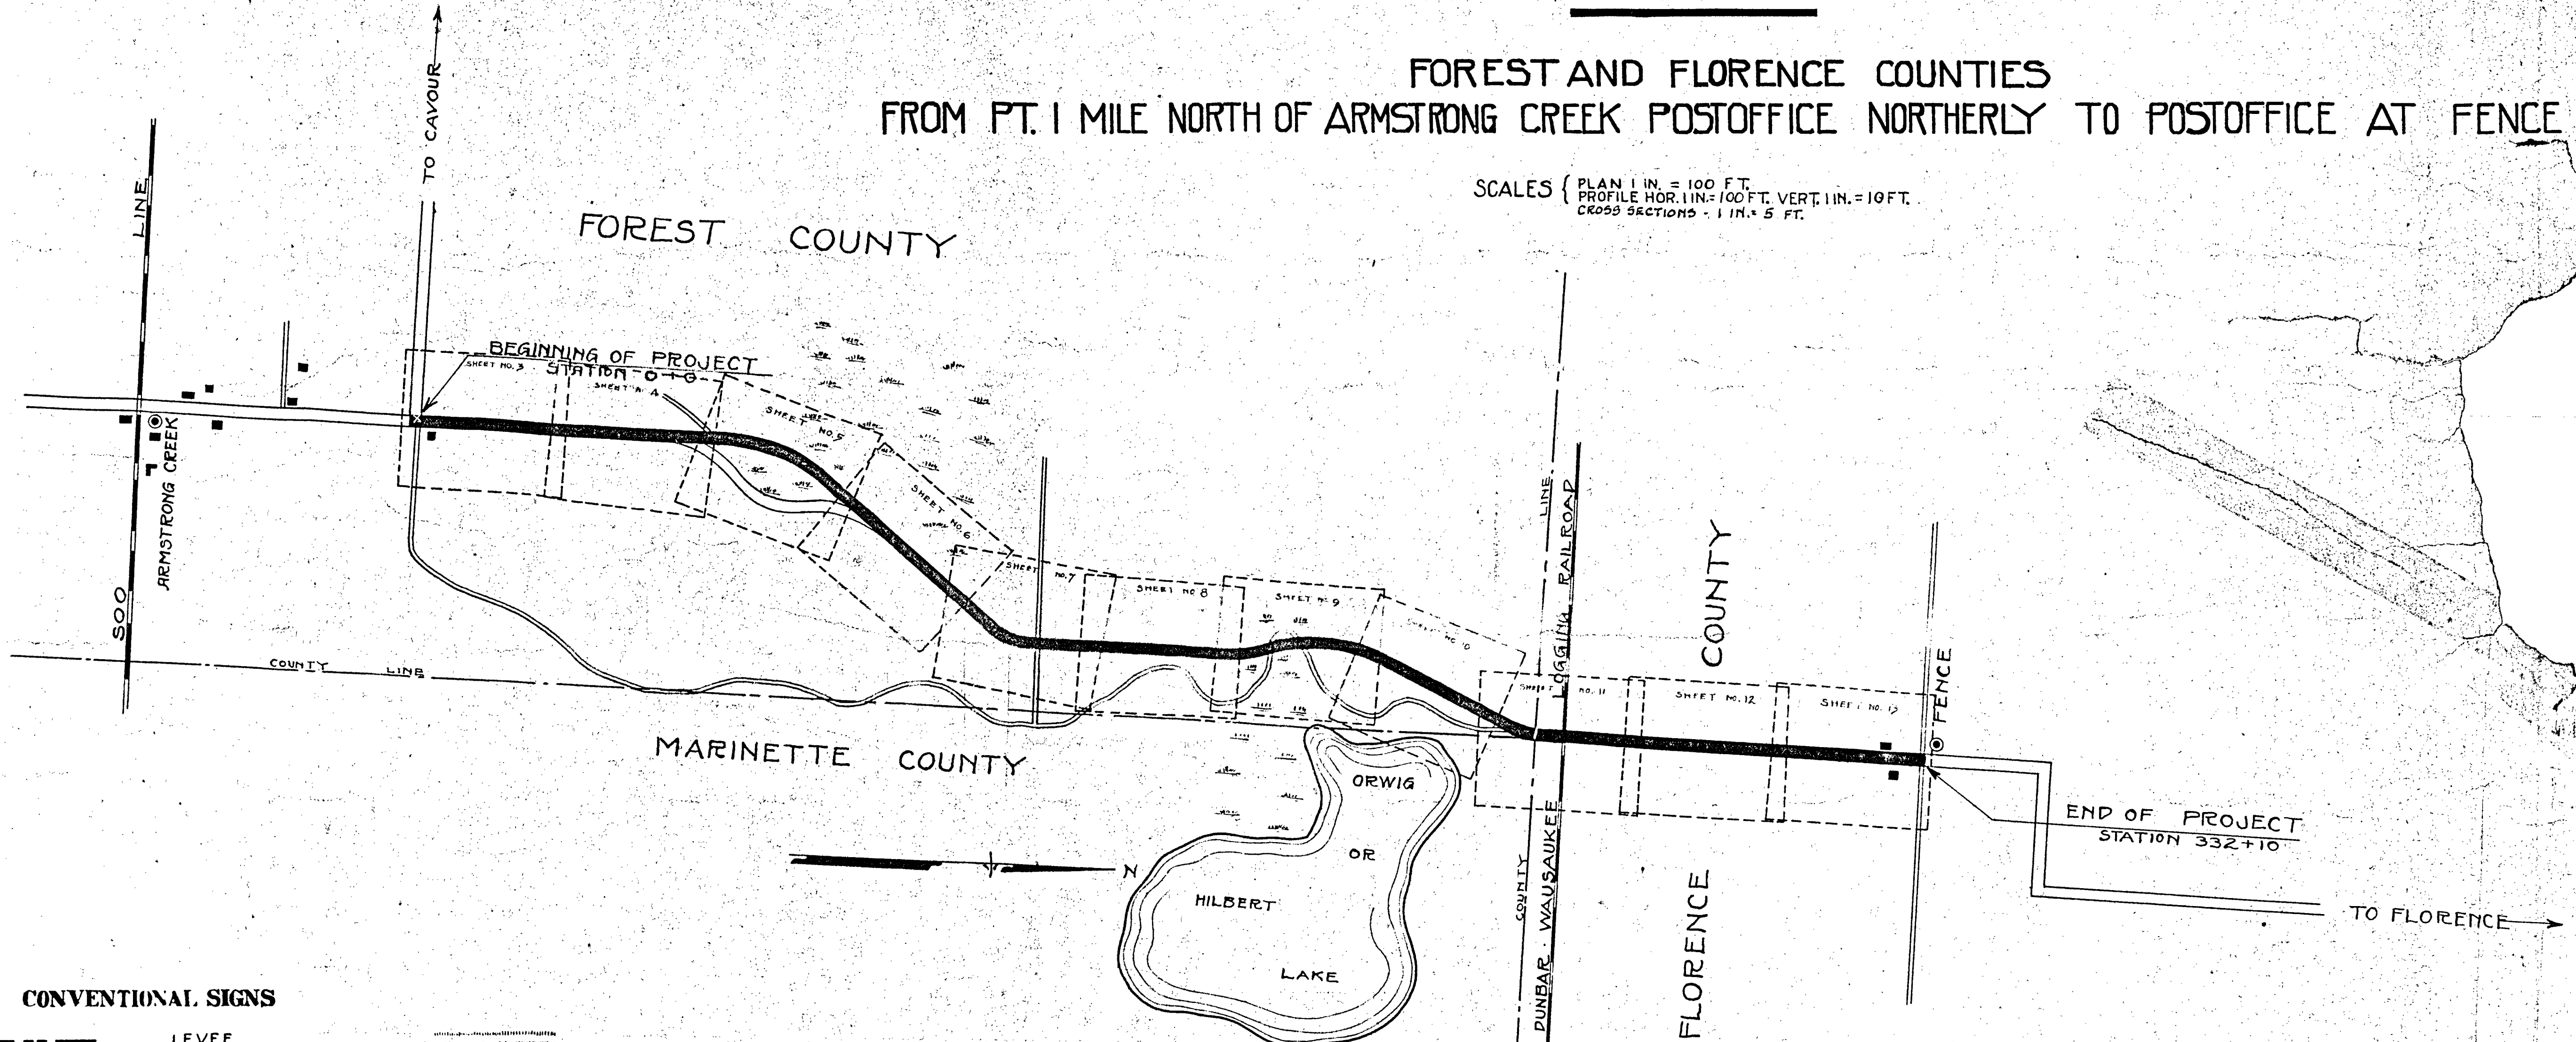 FOREST AND FLORENCE COUNTIES
FROM PT. 1 MILE NORTH OF ARMSTRONG CREEK POSTOFFICE NORTHERLY TO POSTOFFICE AT FENCE
SCALES { PLAN 1 IN. = 100 FT.
PROFILE HOR. 1 IN.=100 FT. VERT. 1 IN.=10 FT.
CROSS SECTIONS - 1 IN.= 5 FT.
TO CAVOUR
LINE
FOREST COUNTY
BEGINNING OF PROJECT
STATION 0+0
SHEET NO. 3
SHEET N. 4
SHEET NO. 5
SHEET NO. 6
SHEET NO. 7
SHEET NO 8
SHEET NO 9
SHEET NO 10
SHEET NO. 11
SHEET NO. 12
SHEET NO. 13
ARMSTRONG CREEK
SOO
COUNTY LINE
MARINETTE COUNTY
N
ORWIG
OR
HILBERT
LAKE
LINE
COUNTY
LOGGING RAILROAD
DUNBAR WAUSAUKEE
COUNTY
FLORENCE
FENCE
END OF PROJECT
STATION 332+10
TO FLORENCE
CONVENTIONAL SIGNS
LEVEE